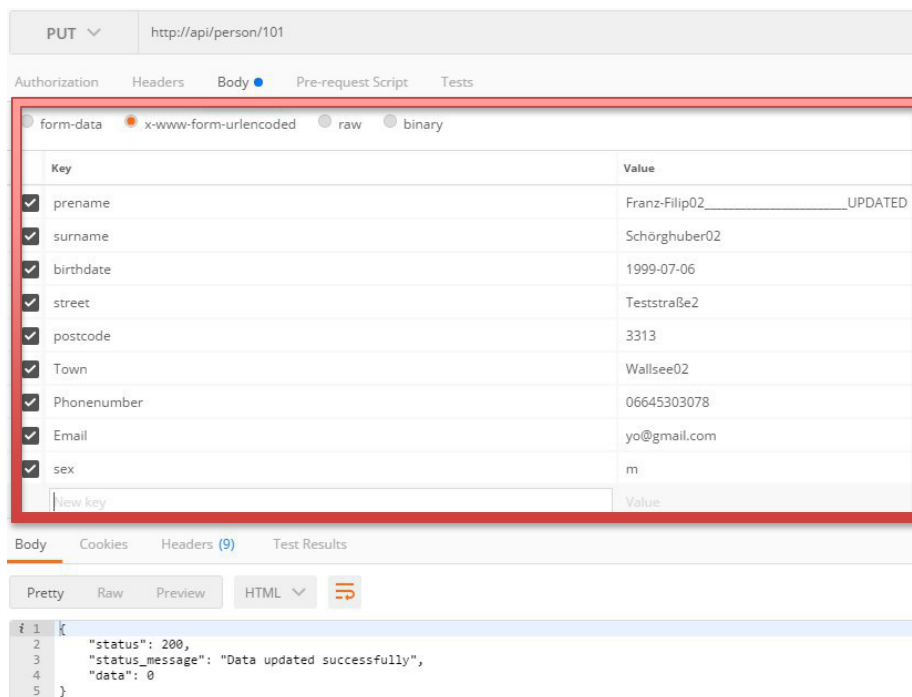 PUT http://api/person/101
Authorization Headers Body Pre-request Script Tests
form-data x-www-form-urlencoded raw binary
Key Value
prename Franz-Filip02________________________UPDATED
surname Schörghuber02
birthdate 1999-07-06
street Teststraße2
postcode 3313
Town Wallsee02
Phonenumber 06645303078
Email yo@gmail.com
sex m
New key Value
Body Cookies Headers (9) Test Results
Pretty Raw Preview HTML
i 1 {
2 "status": 200,
3 "status_message": "Data updated successfully",
4 "data": 0
5 }